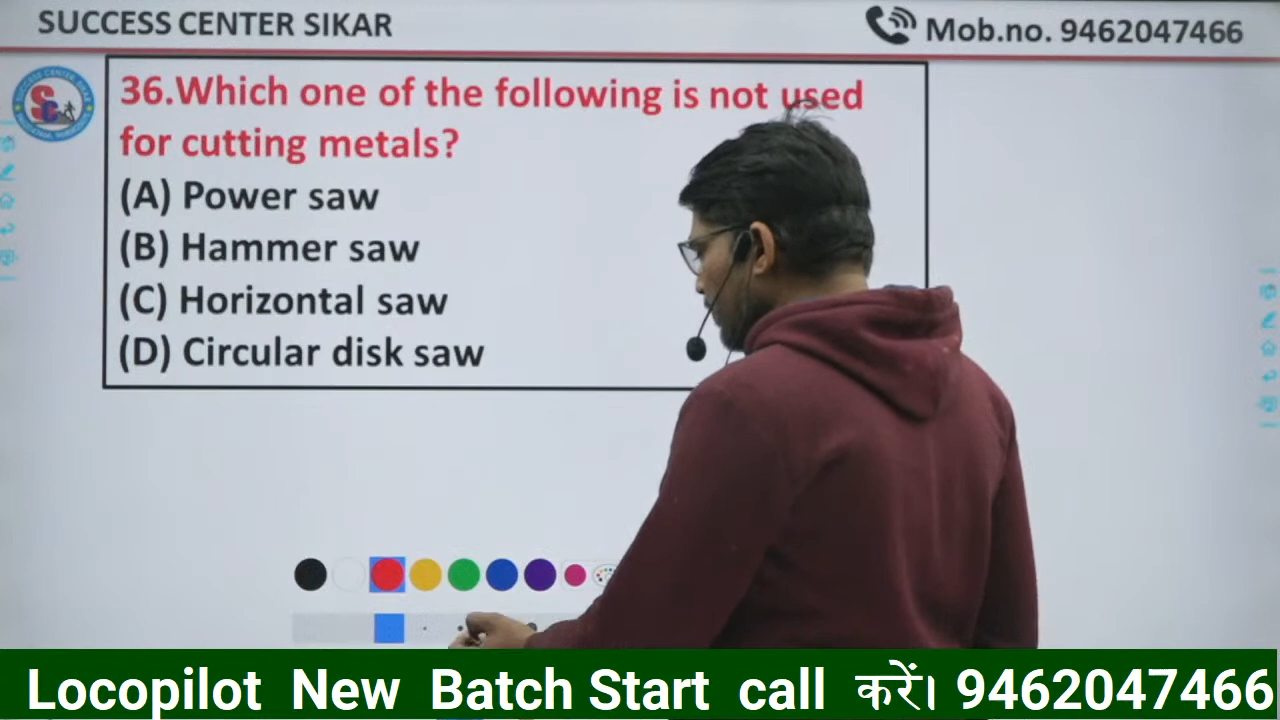 SUCCESS CENTER SIKAR
Mob.no. 9462047466
36.Which one of the following is not used
for cutting metals?
(A) Power saw
(B) Hammer saw
(C) Horizontal saw
(D) Circular disk saw
Locopilot New Batch Start call करें। 9462047466